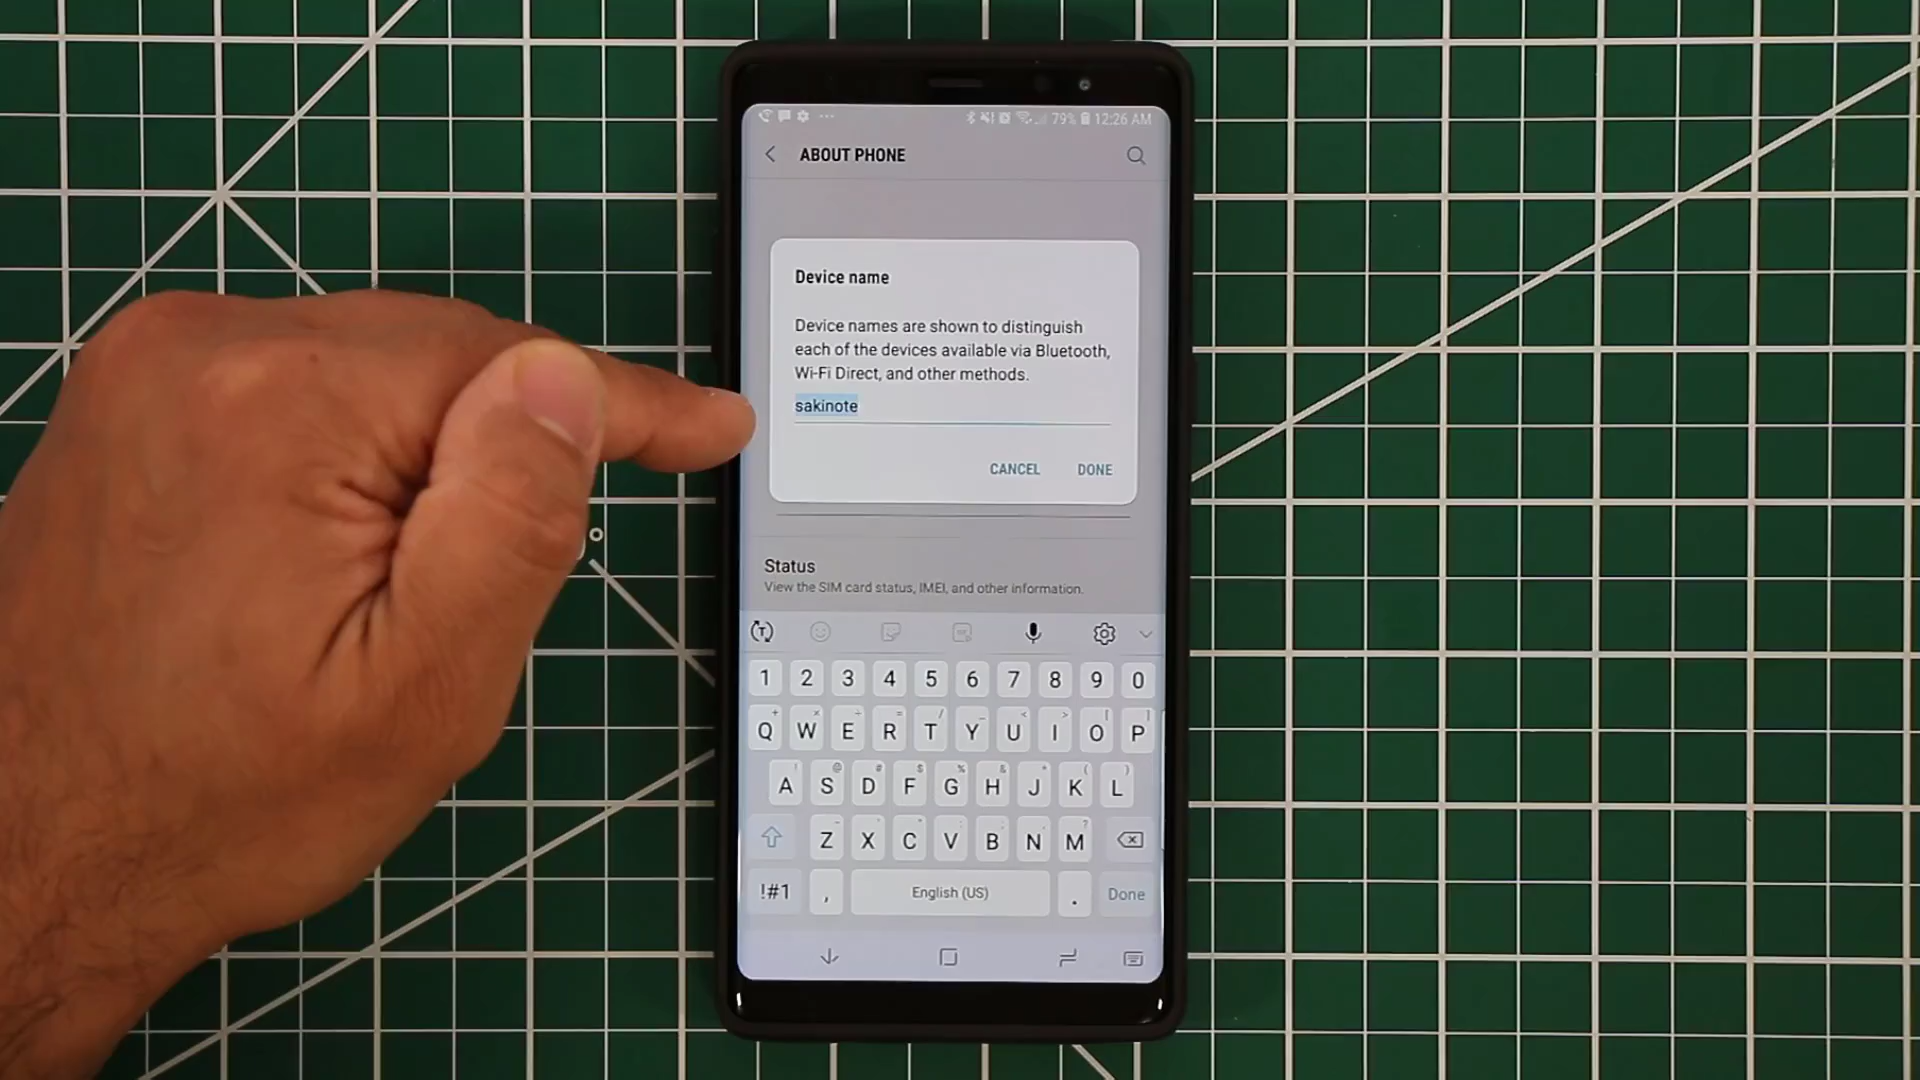 79% 12:26 AM
ABOUT PHONE
Device name
Device names are shown to distinguish
each of the devices available via Bluetooth,
Wi-Fi Direct, and other methods.
sakinote
CANCEL DONE
Status
View the SIM card status, IMEI, and other information.
1 2 3 4 5 6 7 8 9 0
Q W E R T Y U I O P
A S D F G H J K L
Z X C V B N M
!#1 , English (US) . Done